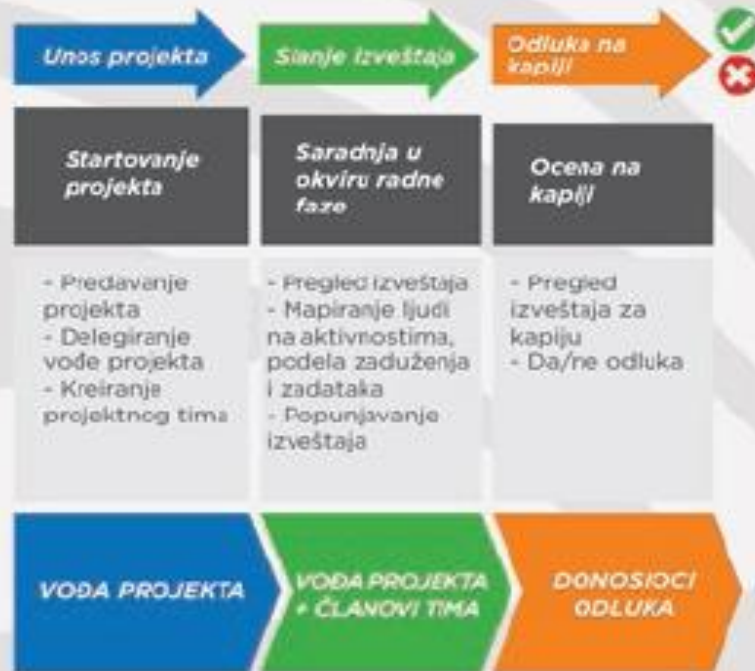 Unos projekta
Slanje izveštaja
Odluka na
kapiji
Startovanje
projekta
Saradnja u
okviru radne
faze
Ocena na
kapiji
- Predavanje
projekta
- Delegiranje
vođe projekta
- Kreiranje
projektnog tima
- Pregled izveštaja
- Mapiranje ljudi
na aktivnostima,
podela zaduženja
i zadataka
- Popunjavanje
izveštaja
- Pregled
izveštaja za
kapiju
- Da/ne odluka
VOĐA PROJEKTA
VOĐA PROJEKTA
+ ČLANOVI TIMA
DONOSIOCI
ODLUKA